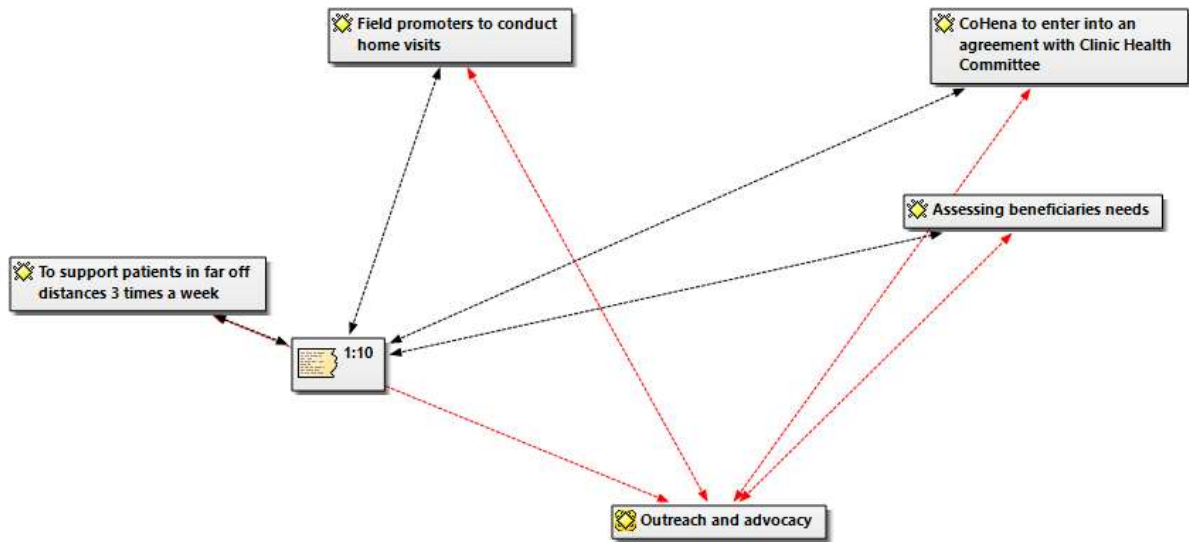 Field promoters to conduct
home visits
CoHena to enter into an
agreement with Clinic Health
Committee
Assessing beneficiaries needs
To support patients in far off
distances 3 times a week
1:10
Outreach and advocacy